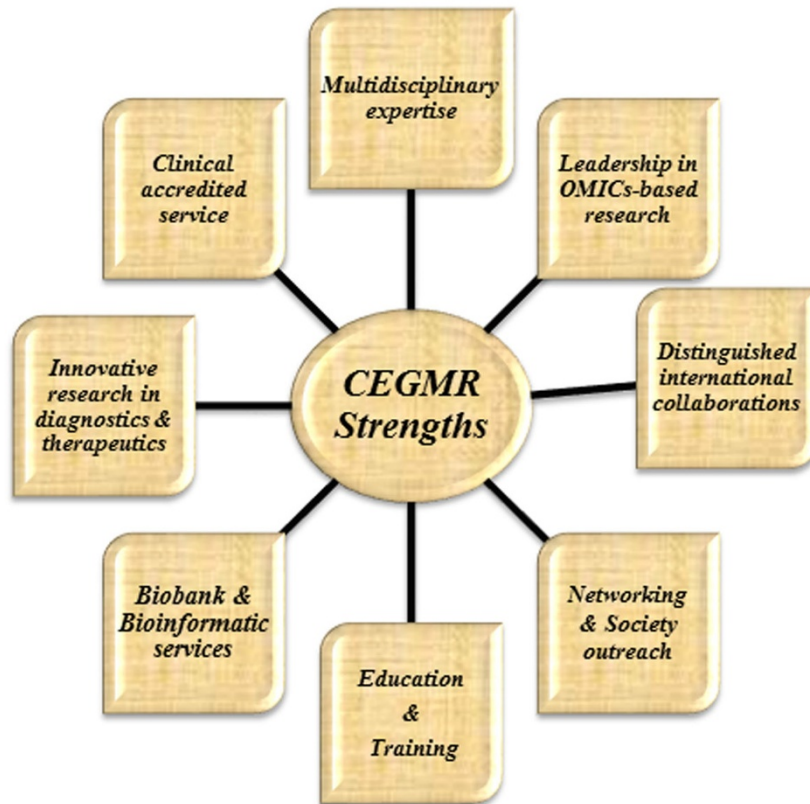 Multidisciplinary
expertise
Clinical
accredited
service
Leadership in
OMICs-based
research
Innovative
research in
diagnostics &
therapeutics
CEGMR
Strengths
Distinguished
international
collaborations
Biobank &
Bioinformatic
services
Networking
& Society
outreach
Education
&
Training